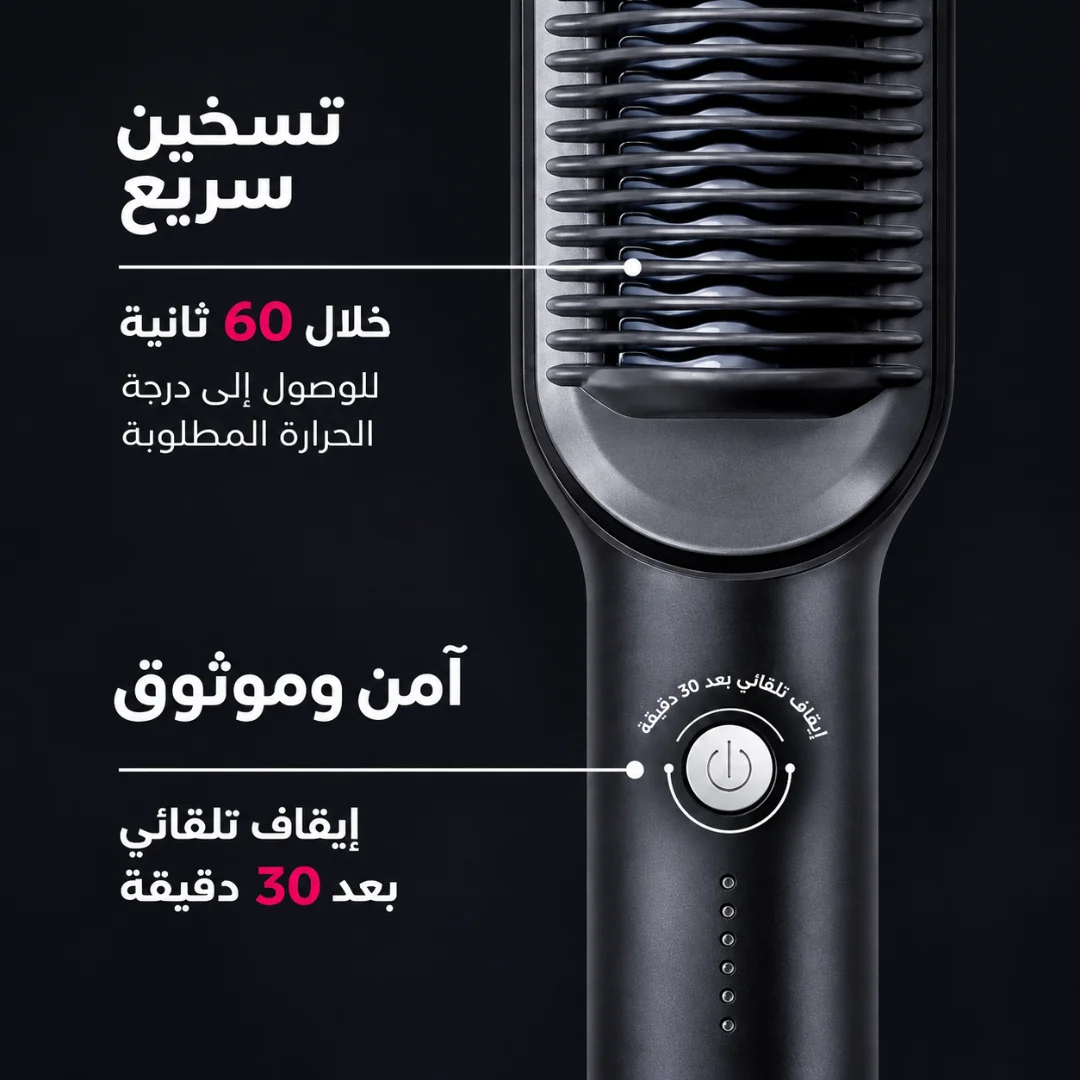 تسخين
سريع
خلال 60 ثانية
للوصول إلى درجة
الحرارة المطلوبة
آمن وموثوق
إيقاف تلقائي بعد 30 دقيقة
إيقاف تلقائي
بعد 30 دقيقة